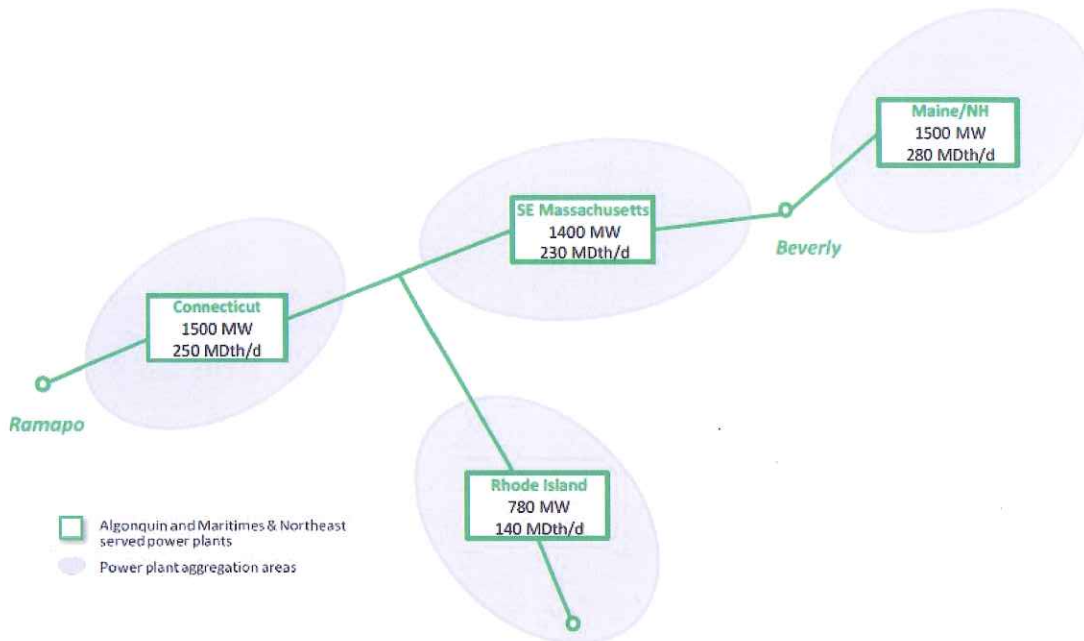 Maine/NH
1500 MW
280 MDth/d
SE Massachusetts
1400 MW
230 MDth/d
Beverly
Connecticut
1500 MW
250 MDth/d
Ramapo
Rhode Island
780 MW
140 MDth/d
Algonquin and Maritimes & Northeast
served power plants
Power plant aggregation areas